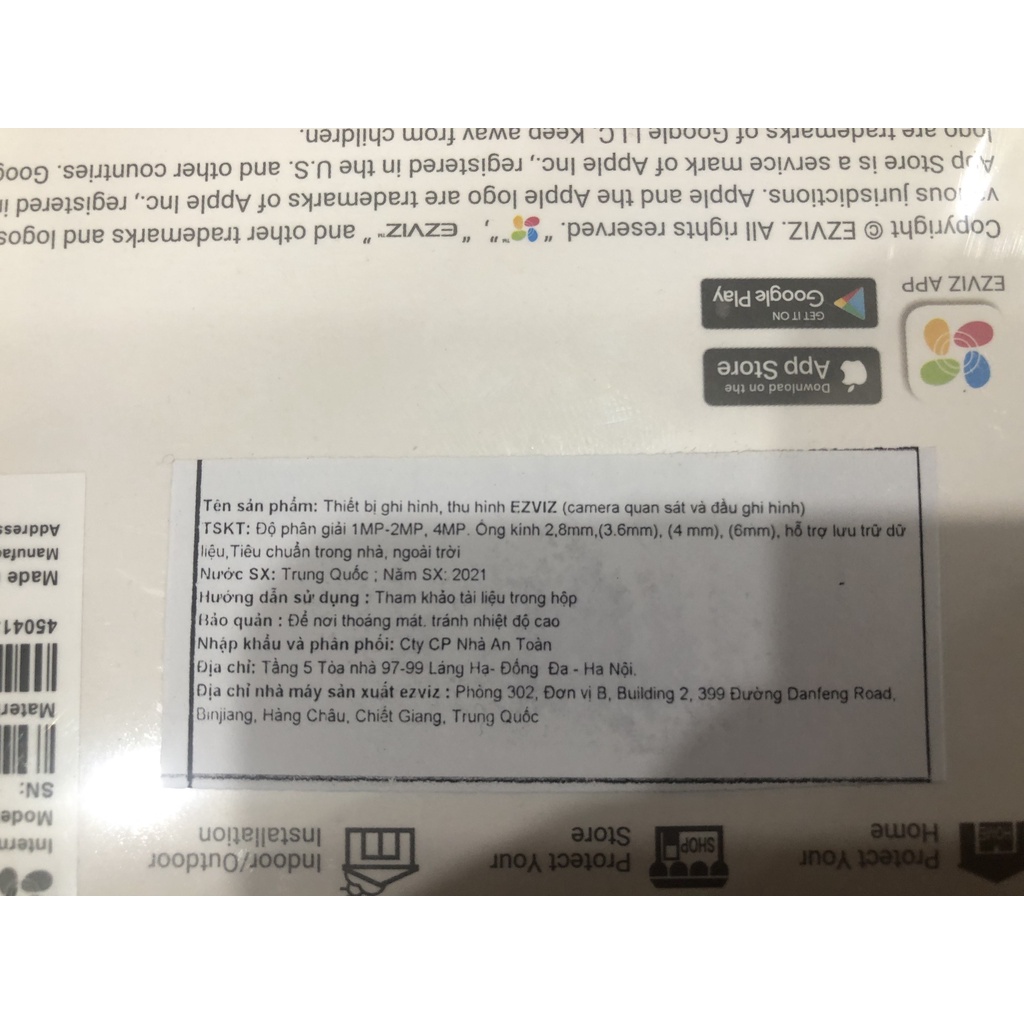 Tên sản phẩm: Thiết bị ghi hình, thu hình EZVIZ (camera quan sát và đầu ghi hình)
TSKT: Độ phân giải 1MP-2MP, 4MP. Ống kính 2,8mm,(3.6mm), (4 mm), (6mm), hỗ trợ lưu trữ dữ
liệu,Tiêu chuẩn trong nhà, ngoài trời
Nước SX: Trung Quốc ; Năm SX: 2021
Hướng dẫn sử dụng : Tham khảo tài liệu trong hộp
Bảo quản : Để nơi thoáng mát. tránh nhiệt độ cao
Nhập khẩu và phân phối: Cty CP Nhà An Toàn
Địa chỉ: Tầng 5 Tòa nhà 97-99 Láng Hạ- Đống Đa - Hà Nội.
Địa chỉ nhà máy sản xuất ezviz : Phòng 302, Đơn vị B, Building 2, 399 Đường Danfeng Road,
Binjiang, Hàng Châu, Chiết Giang, Trung Quốc
Protect Your
Home
Protect Your
Store
SHOP
Indoor/Outdoor
Installation
SN:
45041
Made
Address
EZVIZ APP
Download on the
App Store
GET IT ON
Google Play
Copyright © EZVIZ. All rights reserved. "™", "EZVIZ™" and other trademarks and logos
various jurisdictions. Apple and the Apple logo are trademarks of Apple Inc., registered
App Store is a service mark of Apple Inc., registered in the U.S. and other countries.
logo are trademarks of Google LLC. Keep away from children.